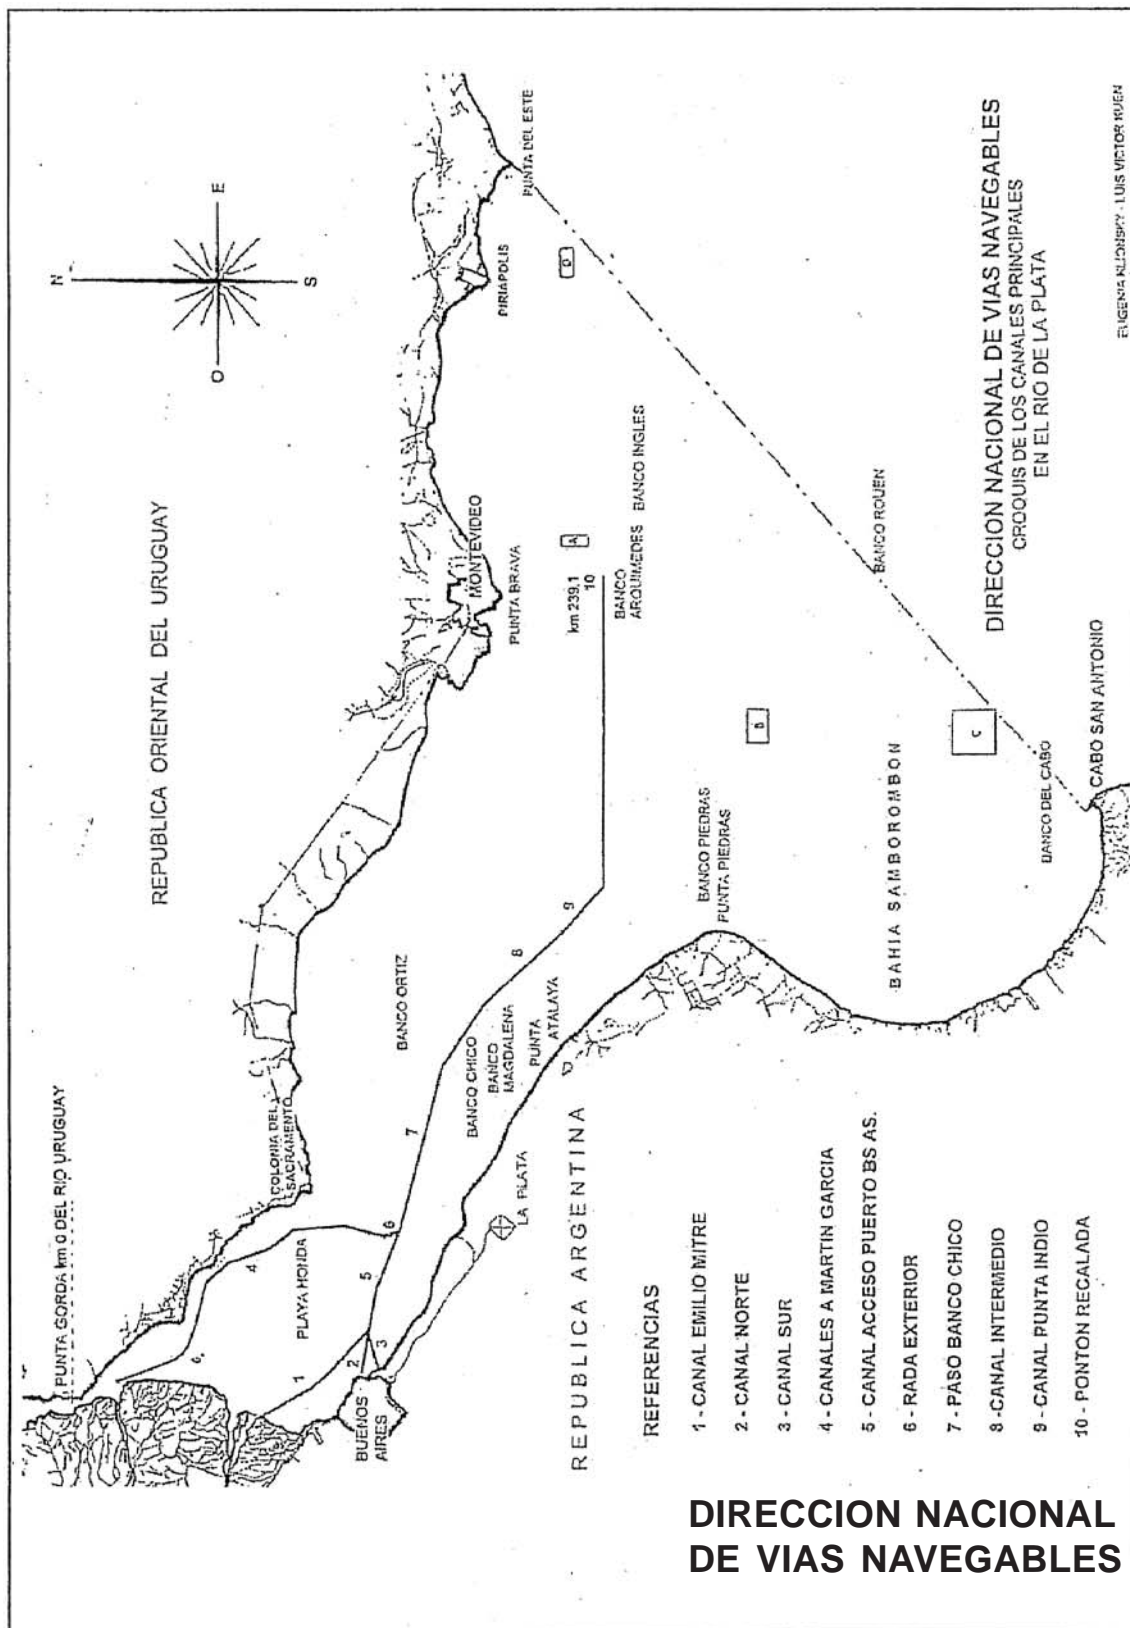 N
O
E
S
REPUBLICA ORIENTAL DEL URUGUAY
PUNTA GORDA km 0 DEL RIO URUGUAY
COLONIA DEL
SACRAMENTO
PLAYA HONDA
4
6
1
2
3
5
6
7
8
9
BUENOS
AIRES
BANCO ORTIZ
BANCO CHICO
BANCO
MAGDALENA
PUNTA
ATALAYA
LA PLATA
1
MONTEVIDEO
PUNTA BRAVA
PIRIAPOLIS
PUNTA DEL ESTE
km 239,1
10
A
D
BANCO
ARQUIMEDES
BANCO INGLES
BANCO ROUEN
BANCO PIEDRAS
PUNTA PIEDRAS
B
BAHIA SAMBOROMBON
C
BANCO DEL CABO
CABO SAN ANTONIO
REPUBLICA ARGENTINA
REFERENCIAS
1 - CANAL EMILIO MITRE
2 - CANAL NORTE
3 - CANAL SUR
4 - CANALES A MARTIN GARCIA
5 - CANAL ACCESO PUERTO BS AS.
6 - RADA EXTERIOR
7 - PASO BANCO CHICO
8 -CANAL INTERMEDIO
9 - CANAL PUNTA INDIO
10 - PONTON RECALADA
DIRECCION NACIONAL DE VIAS NAVEGABLES
CROQUIS DE LOS CANALES PRINCIPALES
EN EL RIO DE LA PLATA
EUGENIA KLIONSKY - LUIS VICTOR KUEN
DIRECCION NACIONAL
DE VIAS NAVEGABLES